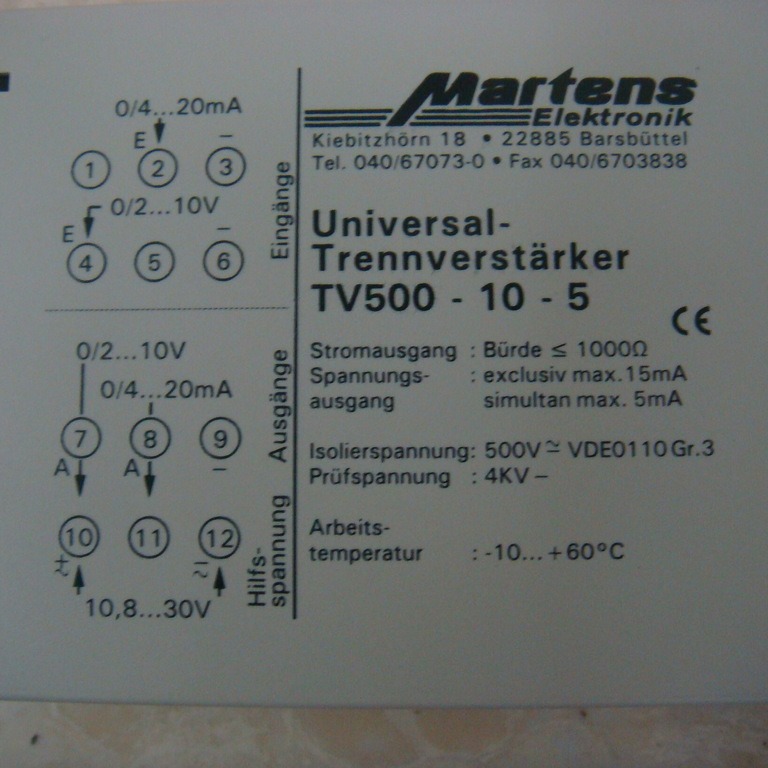 0/4...20mA
E –
1 2 3
0/2...10V
E –
4 5 6
Eingänge
0/2...10V
0/4...20mA
7 8 9
A A –
Ausgänge
10 11 12
≂ ≂
10,8...30V
Hilfs-
spannung
Martens
Elektronik
Kiebitzhörn 18 • 22885 Barsbüttel
Tel. 040/67073-0 • Fax 040/6703838
Universal-
Trennverstärker
TV500 - 10 - 5
CE
Stromausgang : Bürde ≤ 1000Ω
Spannungs- : exclusiv max. 15mA
ausgang simultan max. 5mA
Isolierspannung: 500V ≂ VDE0110 Gr.3
Prüfspannung : 4KV –
Arbeits-
temperatur : -10...+60°C